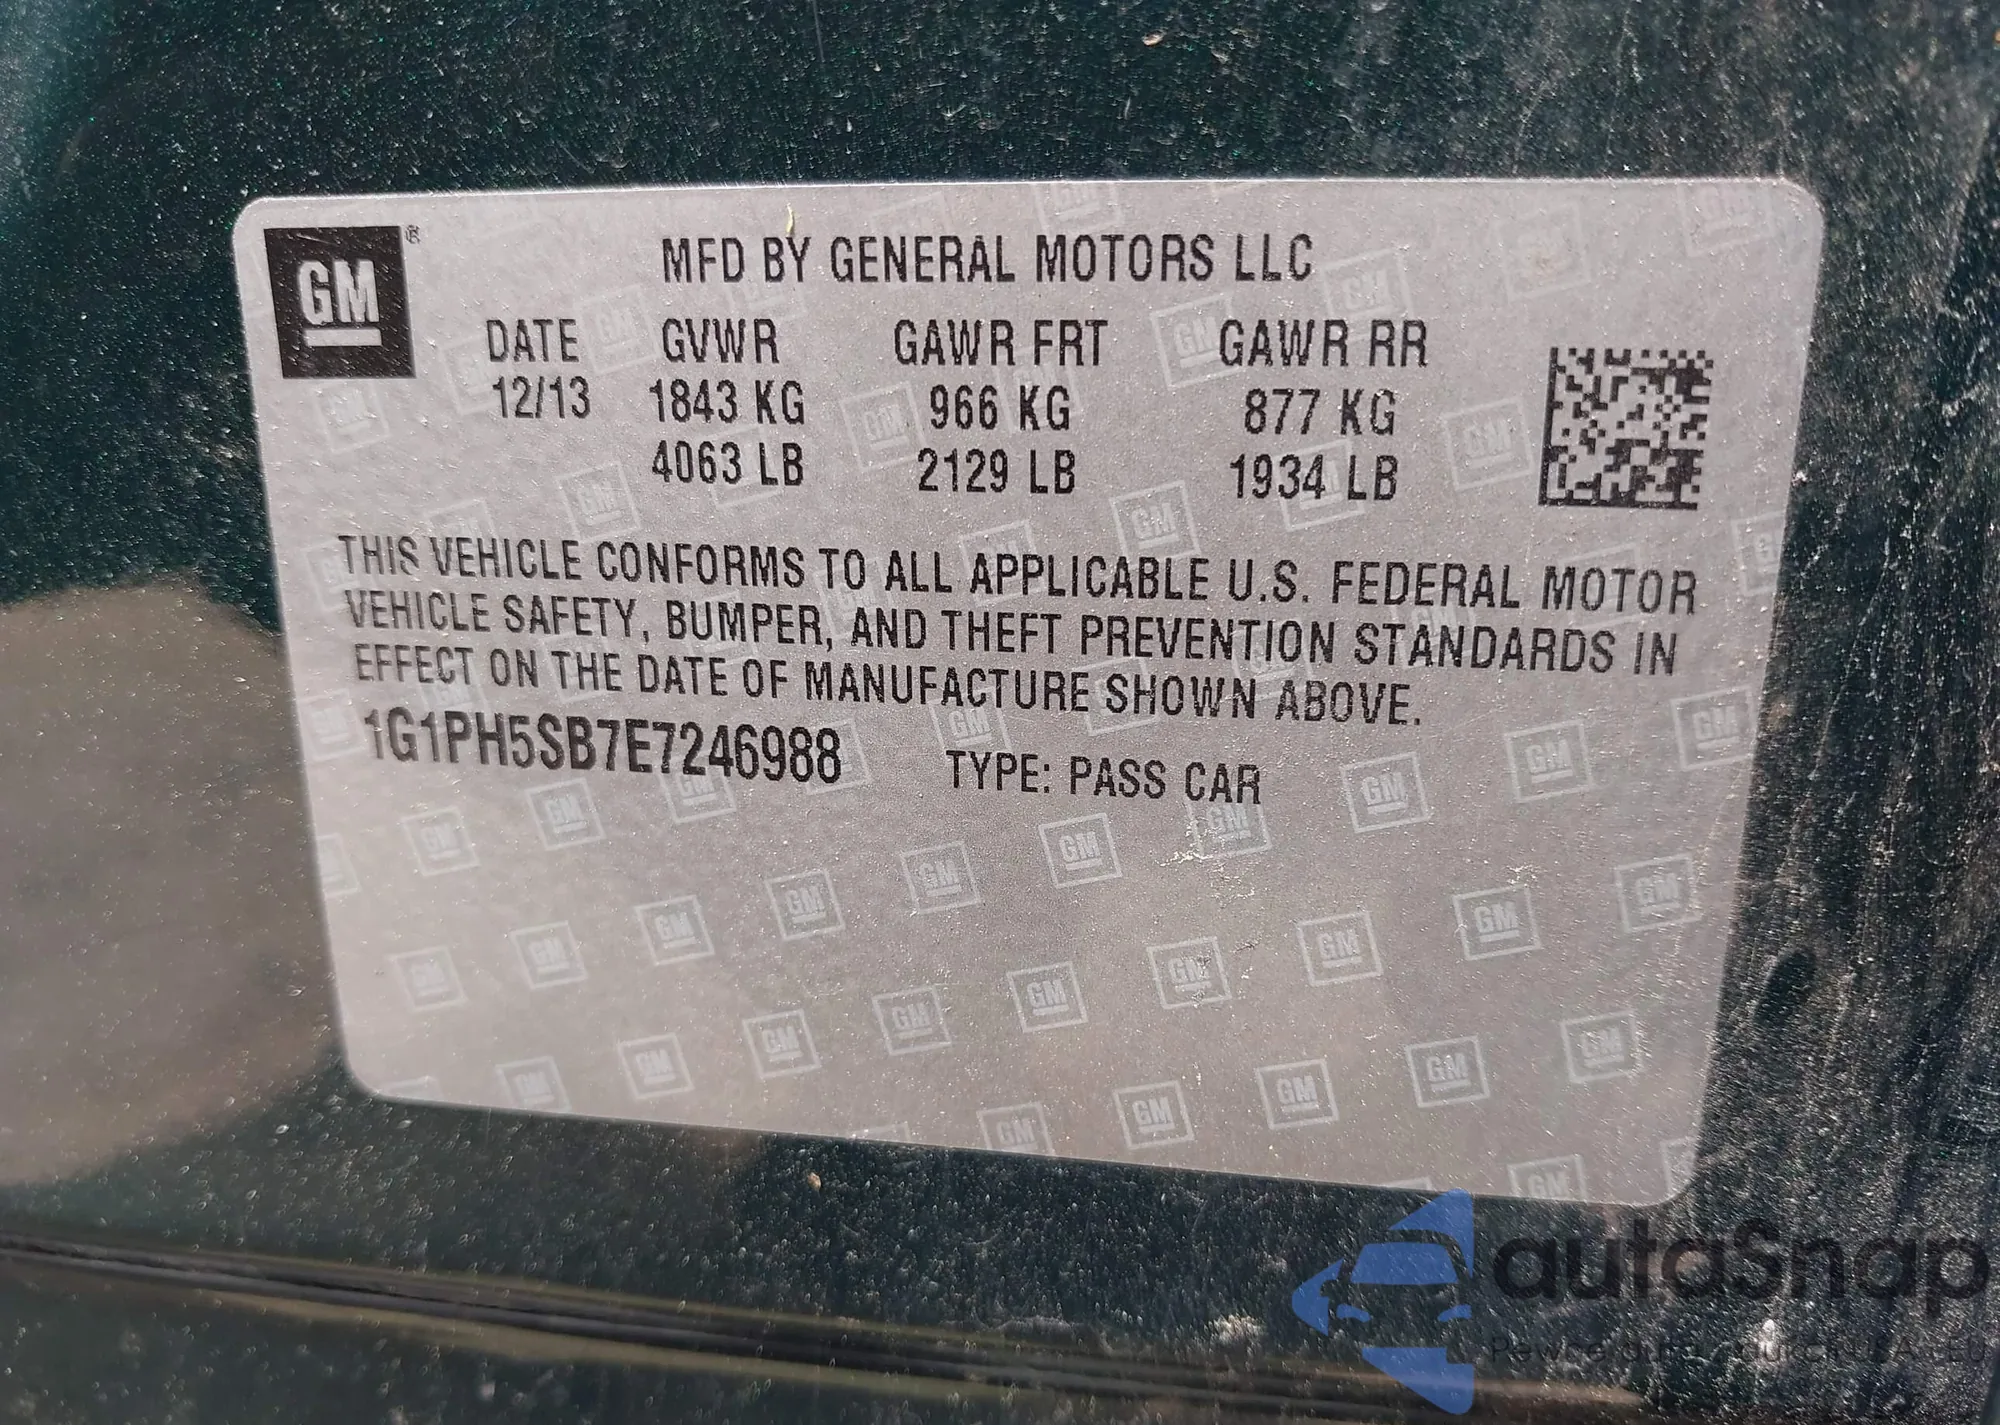 GM
MFD BY GENERAL MOTORS LLC
DATE GVWR GAWR FRT GAWR RR
12/13 1843 KG 966 KG 877 KG
4063 LB 2129 LB 1934 LB
THIS VEHICLE CONFORMS TO ALL APPLICABLE U.S. FEDERAL MOTOR
VEHICLE SAFETY, BUMPER, AND THEFT PREVENTION STANDARDS IN
EFFECT ON THE DATE OF MANUFACTURE SHOWN ABOVE.
1G1PH5SB7E7246988 TYPE: PASS CAR
autaSnap